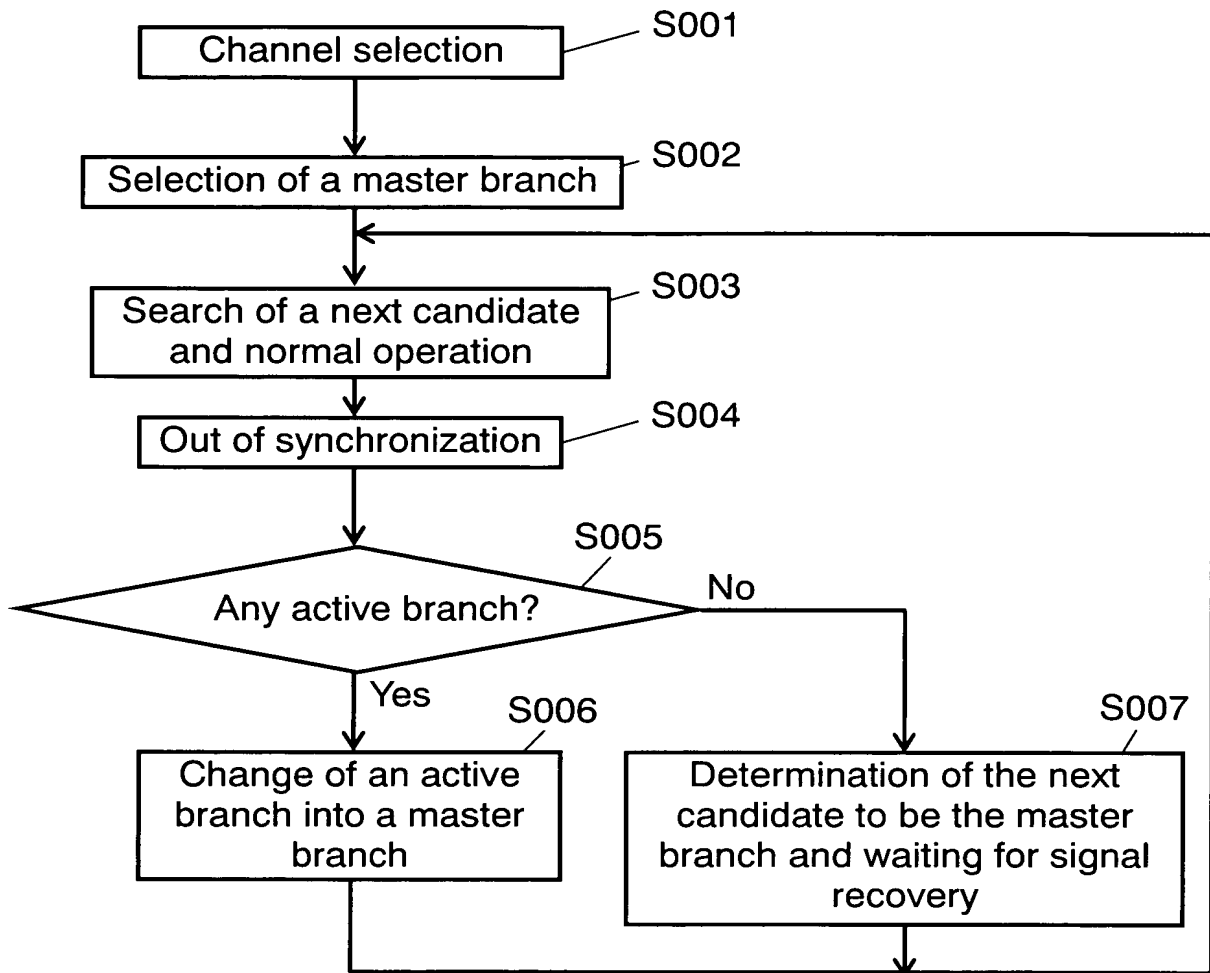 Channel selection
S001
Selection of a master branch
S002
Search of a next candidate
and normal operation
S003
Out of synchronization
S004
Any active branch?
S005
No
Yes
Change of an active
branch into a master
branch
S006
Determination of the next
candidate to be the master
branch and waiting for signal
recovery
S007